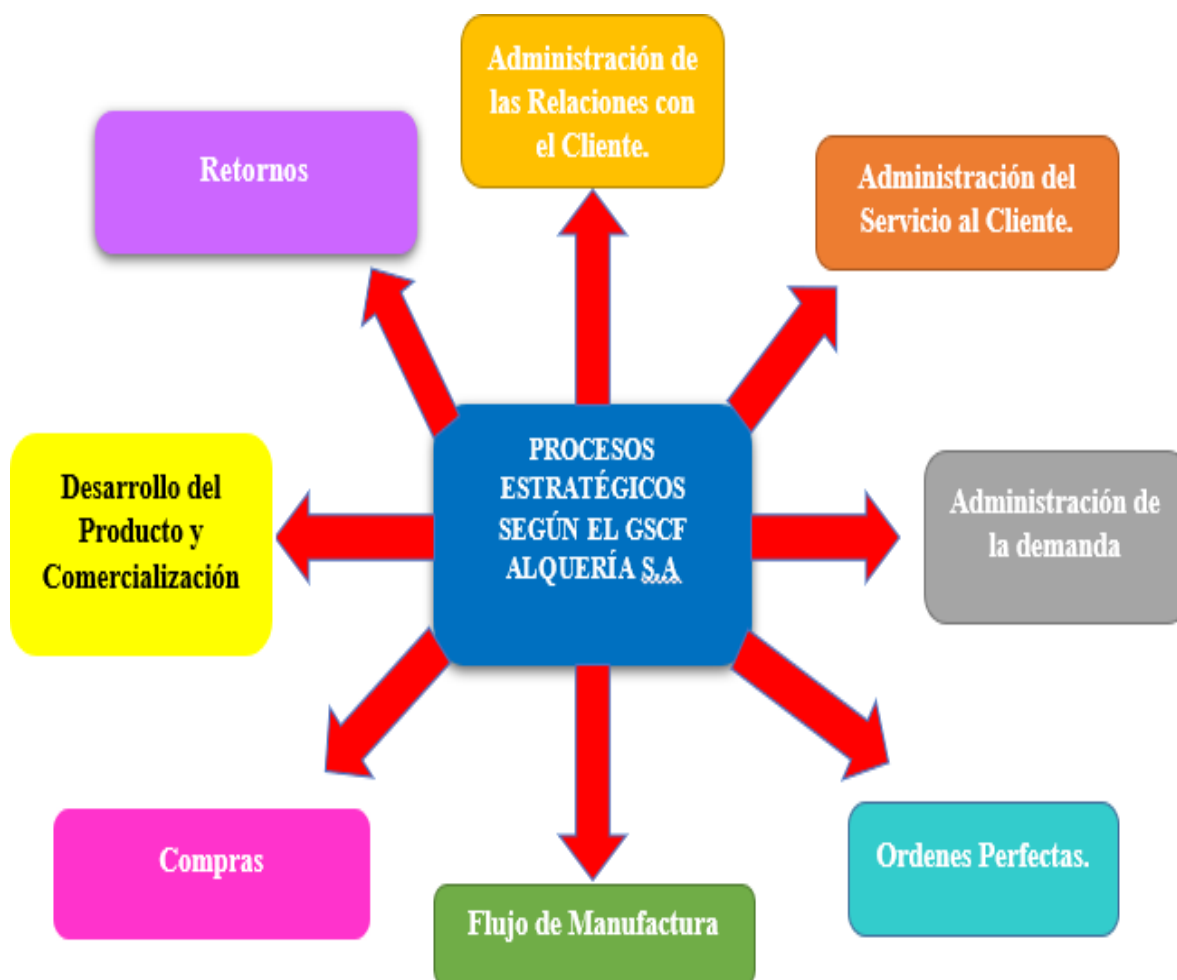 Administración de
las Relaciones con
el Cliente.
Retornos
Administración del
Servicio al Cliente.
PROCESOS
ESTRATÉGICOS
SEGÚN EL GSCF
ALQUERÍA S.A
Desarrollo del
Producto y
Comercialización
Administración de
la demanda
Compras
Ordenes Perfectas.
Flujo de Manufactura